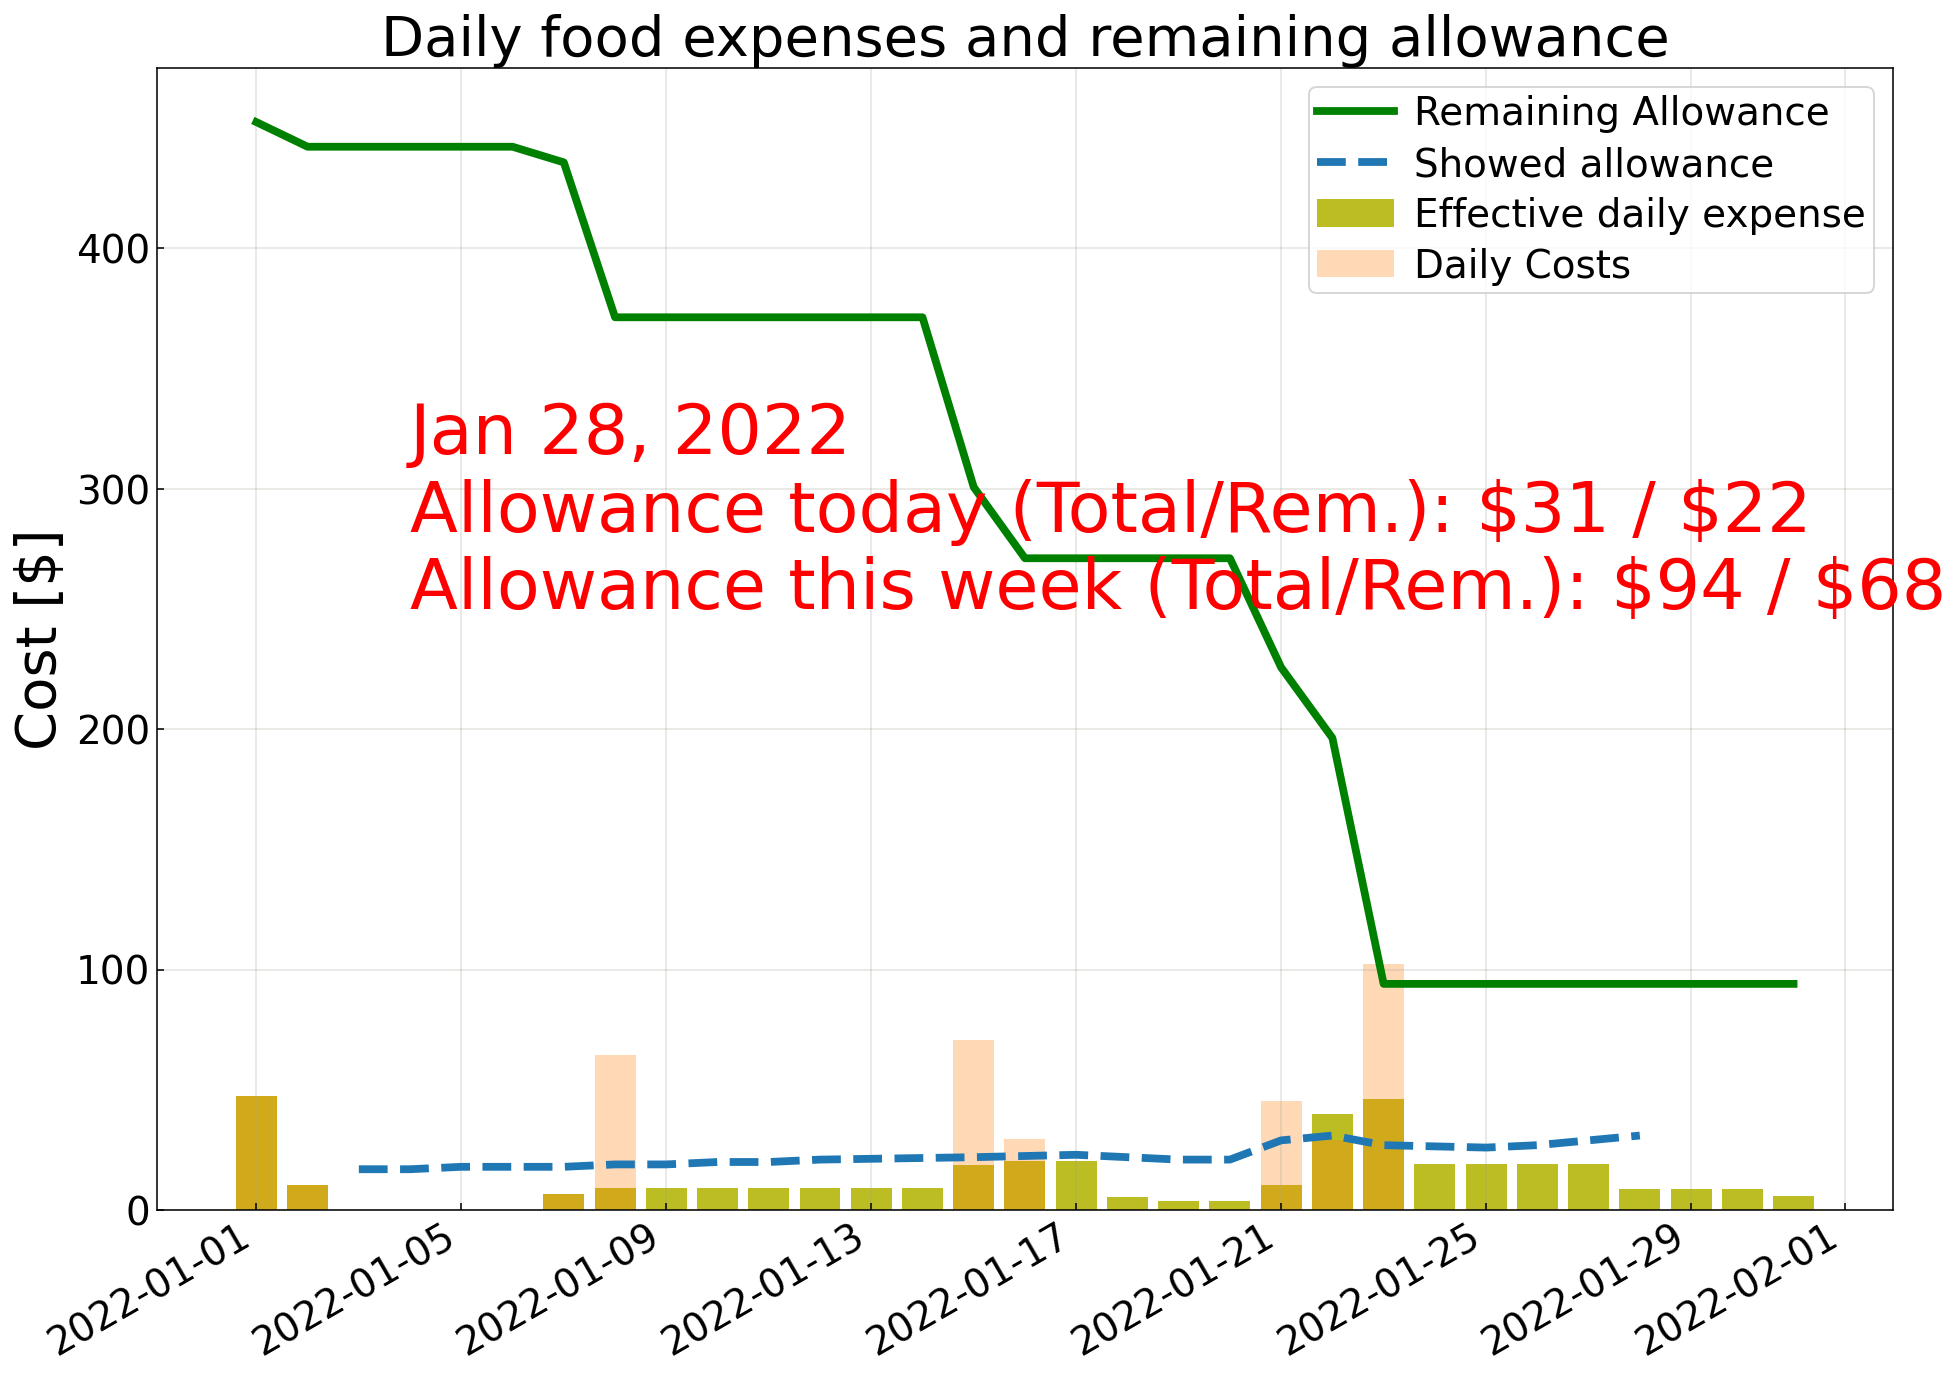 Daily food expenses and remaining allowance
Remaining Allowance
Showed allowance
Effective daily expense
Daily Costs
Jan 28, 2022
Allowance today (Total/Rem.): $31 / $22
Allowance this week (Total/Rem.): $94 / $68
Cost [$]
400
300
200
100
0
2022-01-01
2022-01-05
2022-01-09
2022-01-13
2022-01-17
2022-01-21
2022-01-25
2022-01-29
2022-02-01